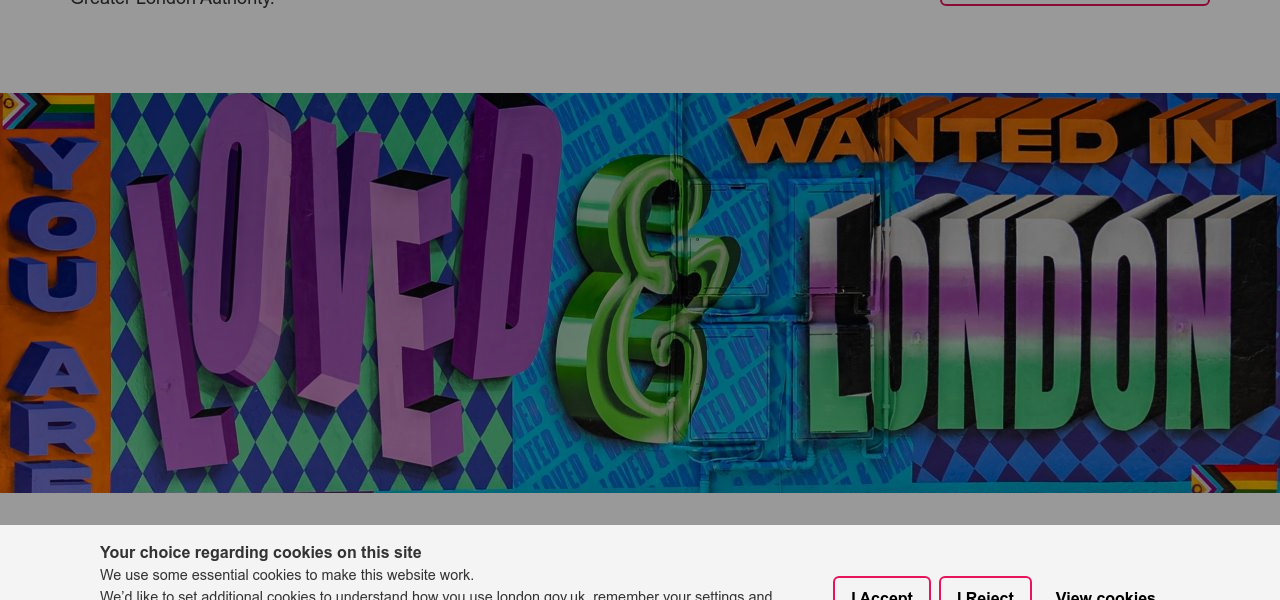 Greater London Authority.
YOU ARE
LOVED
&
WANTED IN
LONDON
Your choice regarding cookies on this site
We use some essential cookies to make this website work.
We'd like to set additional cookies to understand how you use london.gov.uk, remember your settings and
I Accept
I Reject
View cookies